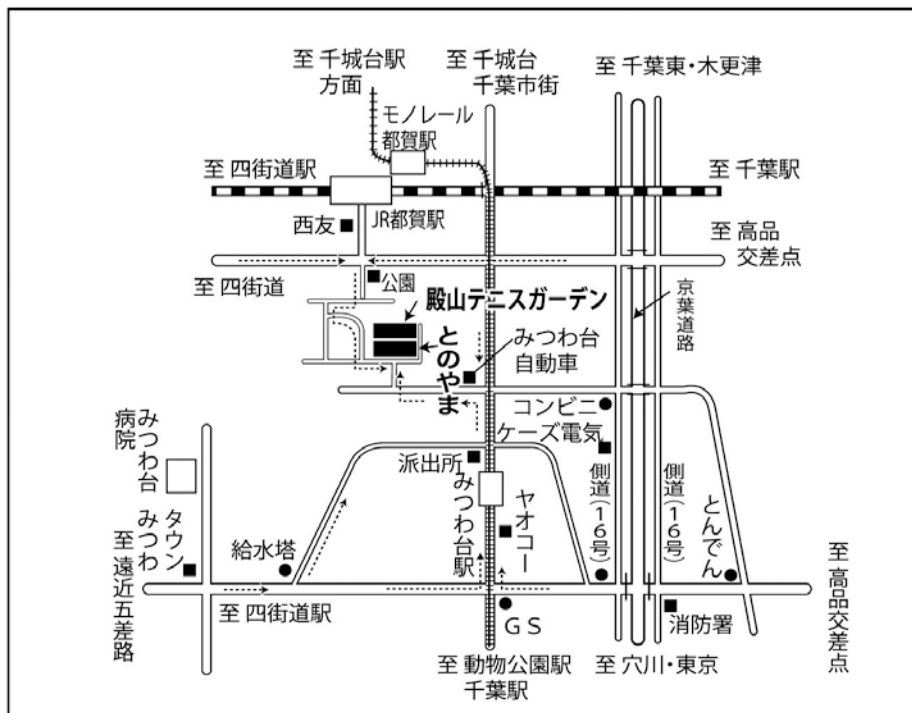 至 千城台駅
方面
至 千城台
千葉市街
至 千葉東・木更津
モノレール
都賀駅
至 四街道駅
至 千葉駅
西友
JR都賀駅
至 高品
交差点
至 四街道
公園
京葉道路
殿山テニスガーデン
とのやま
みつわ台
自動車
コンビニ
ケーズ電気
みつわ台
病院
派出所
みつわ台駅
ヤオコー
側道(16号)
側道(16号)
とんでん
タウン
みつわ
給水塔
至 遠近五差路
至 四街道駅
GS
消防署
至 高品交差点
至 動物公園駅
千葉駅
至 穴川・東京